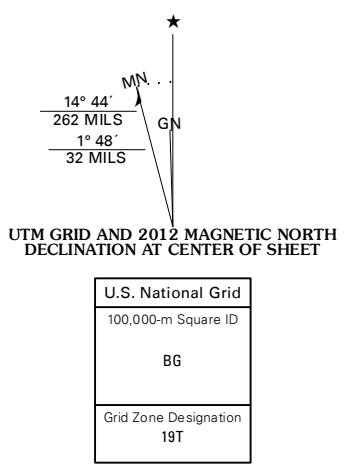 ★
MN
14° 44´
262 MILS
GN
1° 48´
32 MILS
UTM GRID AND 2012 MAGNETIC NORTH
DECLINATION AT CENTER OF SHEET
U.S. National Grid
100,000-m Square ID
BG
Grid Zone Designation
19T